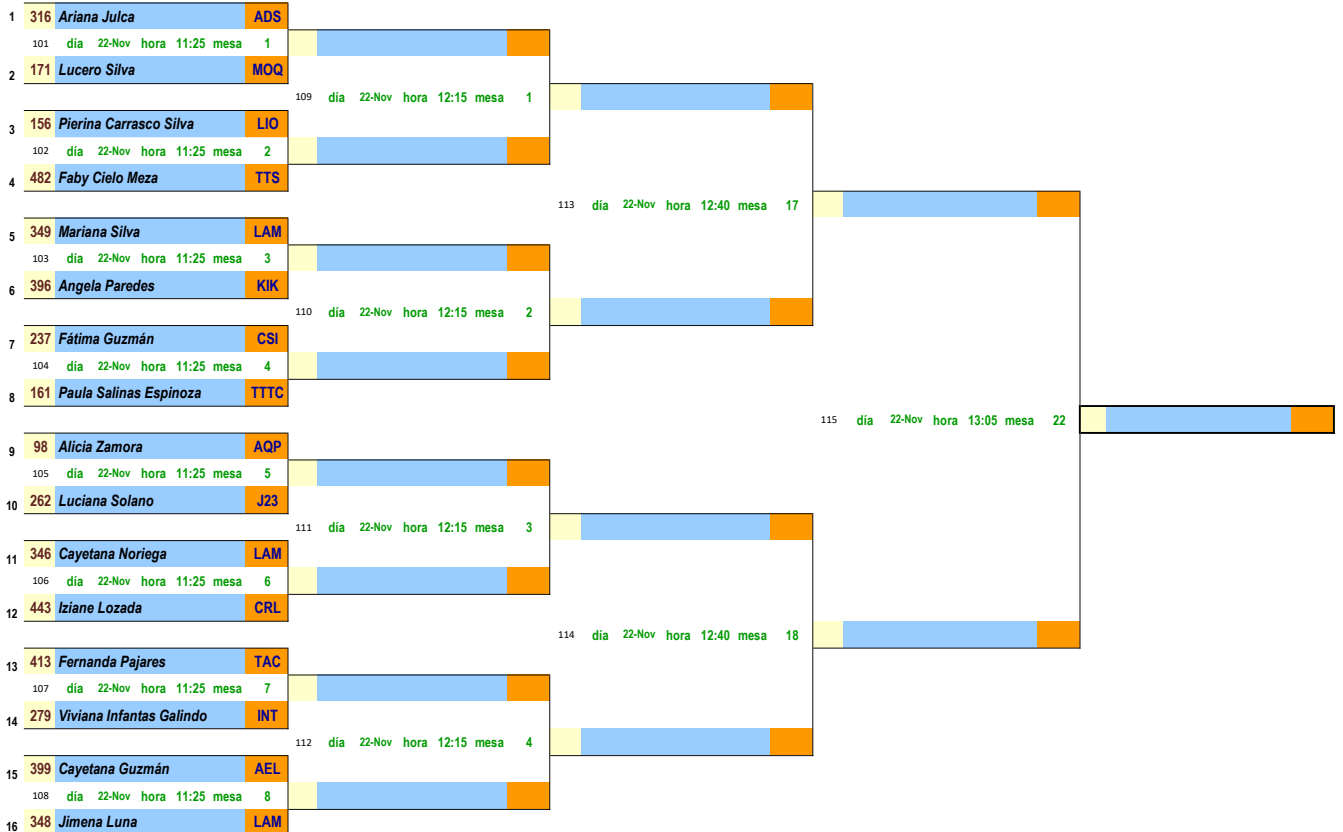 1 316 Ariana Julca ADS
101 día 22-Nov hora 11:25 mesa 1
2 171 Lucero Silva MOQ
109 día 22-Nov hora 12:15 mesa 1
3 156 Pierina Carrasco Silva LIO
102 día 22-Nov hora 11:25 mesa 2
4 482 Faby Cielo Meza TTS
113 día 22-Nov hora 12:40 mesa 17
5 349 Mariana Silva LAM
103 día 22-Nov hora 11:25 mesa 3
6 396 Angela Paredes KIK
110 día 22-Nov hora 12:15 mesa 2
7 237 Fátima Guzmán CSI
104 día 22-Nov hora 11:25 mesa 4
8 161 Paula Salinas Espinoza TTTC
115 día 22-Nov hora 13:05 mesa 22
9 98 Alicia Zamora AQP
105 día 22-Nov hora 11:25 mesa 5
10 262 Luciana Solano J23
111 día 22-Nov hora 12:15 mesa 3
11 346 Cayetana Noriega LAM
106 día 22-Nov hora 11:25 mesa 6
12 443 Iziane Lozada CRL
114 día 22-Nov hora 12:40 mesa 18
13 413 Fernanda Pajares TAC
107 día 22-Nov hora 11:25 mesa 7
14 279 Viviana Infantas Galindo INT
112 día 22-Nov hora 12:15 mesa 4
15 399 Cayetana Guzmán AEL
108 día 22-Nov hora 11:25 mesa 8
16 348 Jimena Luna LAM